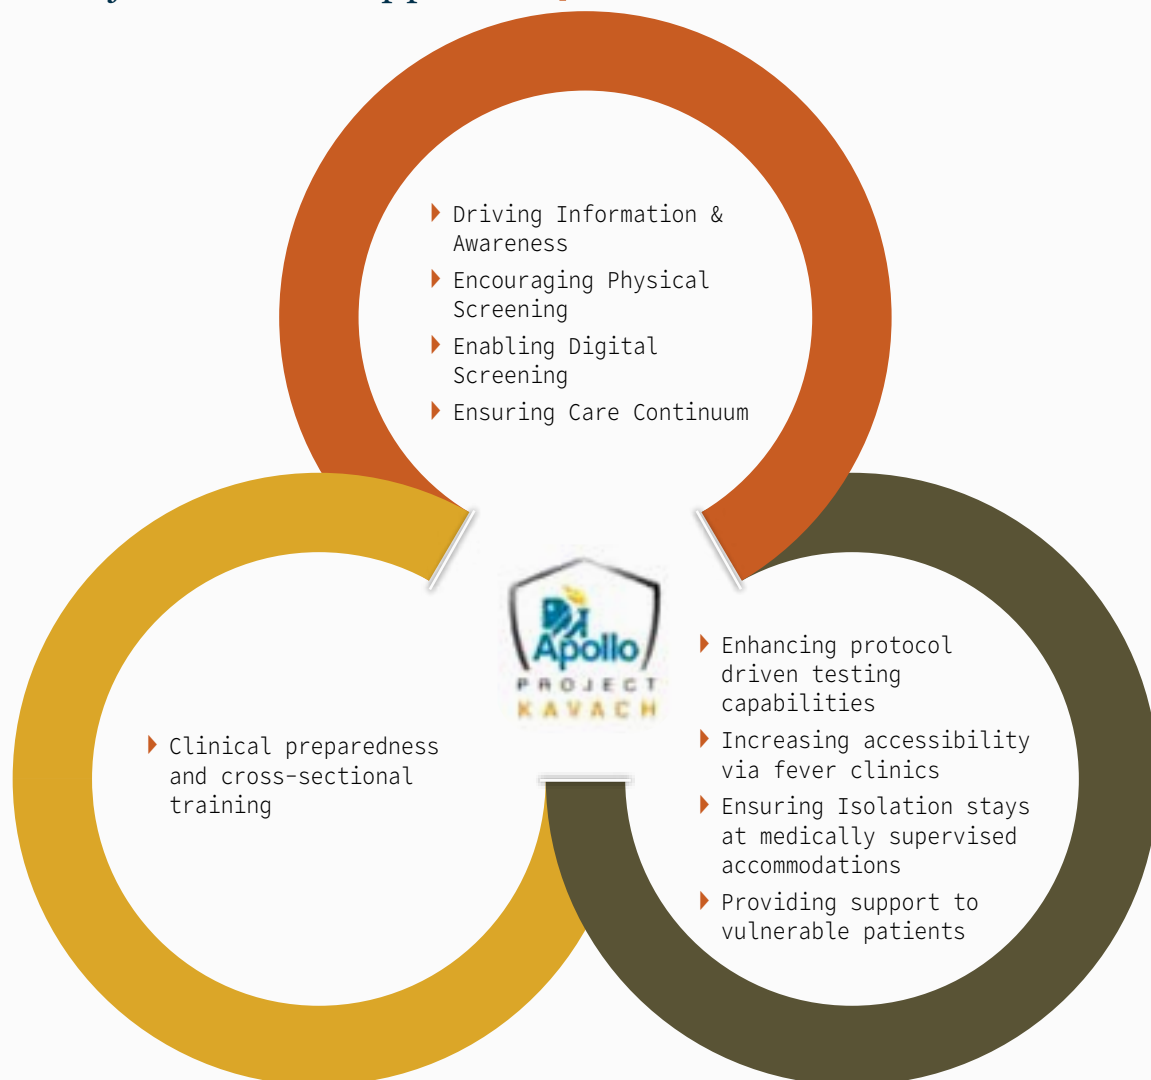 Driving Information &
Awareness
Encouraging Physical
Screening
Enabling Digital
Screening
Ensuring Care Continuum
Apollo
PROJECT
KAVACH
Enhancing protocol
driven testing
capabilities
Increasing accessibility
via fever clinics
Ensuring Isolation stays
at medically supervised
accommodations
Providing support to
vulnerable patients
Clinical preparedness
and cross-sectional
training